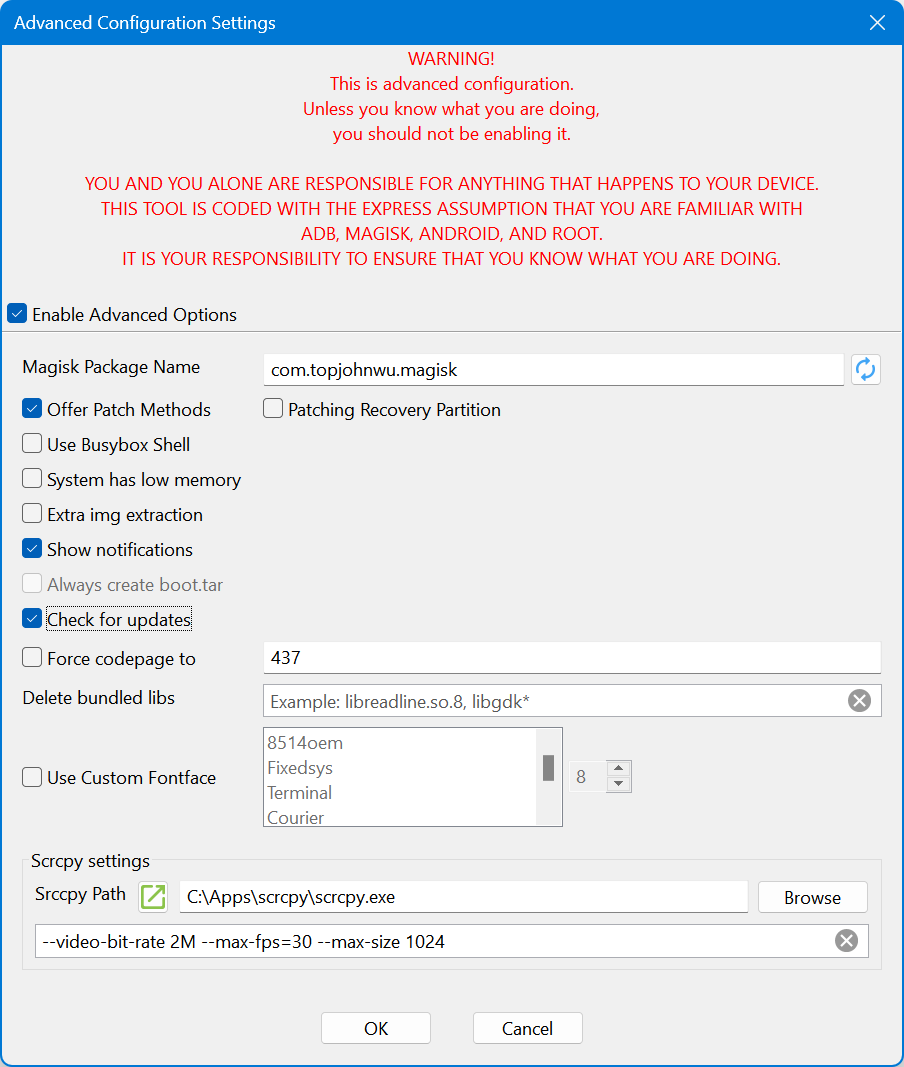 Advanced Configuration Settings
WARNING!
This is advanced configuration.
Unless you know what you are doing,
you should not be enabling it.
YOU AND YOU ALONE ARE RESPONSIBLE FOR ANYTHING THAT HAPPENS TO YOUR DEVICE.
THIS TOOL IS CODED WITH THE EXPRESS ASSUMPTION THAT YOU ARE FAMILIAR WITH
ADB, MAGISK, ANDROID, AND ROOT.
IT IS YOUR RESPONSIBILITY TO ENSURE THAT YOU KNOW WHAT YOU ARE DOING.
Enable Advanced Options
Magisk Package Name com.topjohnwu.magisk
Offer Patch Methods Patching Recovery Partition
Use Busybox Shell
System has low memory
Extra img extraction
Show notifications
Always create boot.tar
Check for updates
Force codepage to 437
Delete bundled libs Example: libreadline.so.8, libgdk*
8514oem
Fixedsys
Use Custom Fontface 8
Terminal
Courier
Scrcpy settings
Srccpy Path C:\Apps\scrcpy\scrcpy.exe Browse
--video-bit-rate 2M --max-fps=30 --max-size 1024
OK Cancel